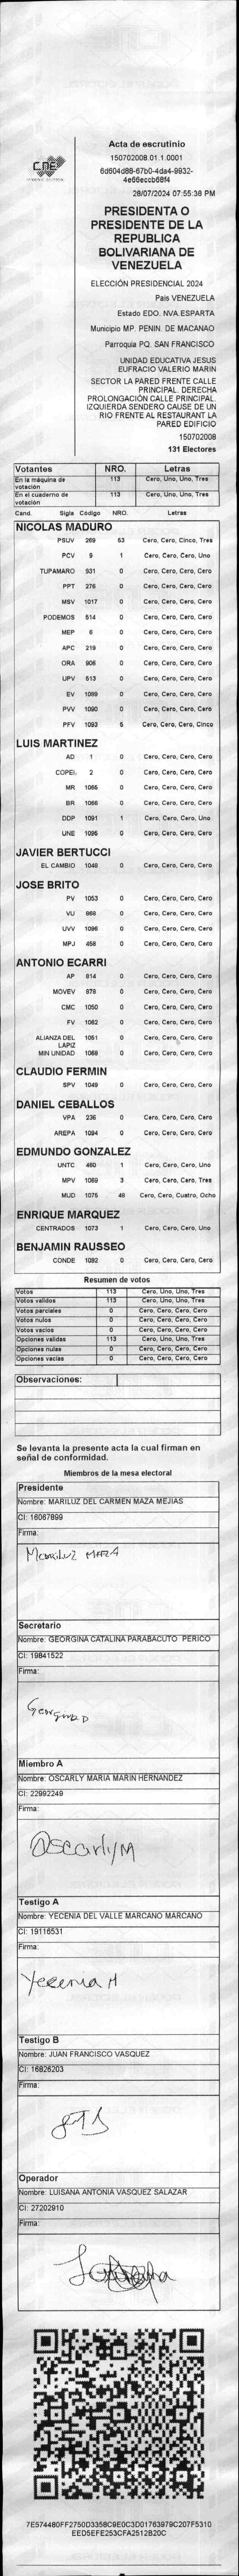 CNE
Acta de escrutinio
150702008.01.1.0001
6d604d88-67b0-4da4-9932-
4e66eccb68f4
28/07/2024 07:55:38 PM
PRESIDENTA O
PRESIDENTE DE LA
REPUBLICA
BOLIVARIANA DE
VENEZUELA
ELECCIÓN PRESIDENCIAL 2024
Pais VENEZUELA
Estado EDO. NVA.ESPARTA
Municipio MP. PENIN. DE MACANAO
Parroquia PQ. SAN FRANCISCO
UNIDAD EDUCATIVA JESUS
EUFRACIO VALERIO MARIN
SECTOR LA PARED FRENTE CALLE
PRINCIPAL. DERECHA
PROLONGACIÓN CALLE PRINCIPAL.
IZQUIERDA SENDERO CAUSE DE UN
RIO FRENTE AL RESTAURANT LA
PARED EDIFICIO
150702008
131 Electores
Votantes NRO. Letras
En la máquina de votación 113 Cero, Uno, Uno, Tres
En el cuaderno de votación 113 Cero, Uno, Uno, Tres
Cand. Sigla Código NRO. Letras
NICOLAS MADURO
PSUV 269 53 Cero, Cero, Cinco, Tres
PCV 9 1 Cero, Cero, Cero, Uno
TUPAMARO 931 0 Cero, Cero, Cero, Cero
PPT 276 0 Cero, Cero, Cero, Cero
MSV 1017 0 Cero, Cero, Cero, Cero
PODEMOS 514 0 Cero, Cero, Cero, Cero
MEP 6 0 Cero, Cero, Cero, Cero
APC 219 0 Cero, Cero, Cero, Cero
ORA 906 0 Cero, Cero, Cero, Cero
UPV 513 0 Cero, Cero, Cero, Cero
EV 1089 0 Cero, Cero, Cero, Cero
PVV 1090 0 Cero, Cero, Cero, Cero
PFV 1093 5 Cero, Cero, Cero, Cinco
LUIS MARTINEZ
AD 1 0 Cero, Cero, Cero, Cero
COPEI. 2 0 Cero, Cero, Cero, Cero
MR 1065 0 Cero, Cero, Cero, Cero
BR 1066 0 Cero, Cero, Cero, Cero
DDP 1091 1 Cero, Cero, Cero, Uno
UNE 1095 0 Cero, Cero, Cero, Cero
JAVIER BERTUCCI
EL CAMBIO 1048 0 Cero, Cero, Cero, Cero
JOSE BRITO
PV 1053 0 Cero, Cero, Cero, Cero
VU 868 0 Cero, Cero, Cero, Cero
UVV 1096 0 Cero, Cero, Cero, Cero
MPJ 458 0 Cero, Cero, Cero, Cero
ANTONIO ECARRI
AP 814 0 Cero, Cero, Cero, Cero
MOVEV 878 0 Cero, Cero, Cero, Cero
CMC 1050 0 Cero, Cero, Cero, Cero
FV 1062 0 Cero, Cero, Cero, Cero
ALIANZA DEL LAPIZ 1051 0 Cero, Cero, Cero, Cero
MIN UNIDAD 1068 0 Cero, Cero, Cero, Cero
CLAUDIO FERMIN
SPV 1049 0 Cero, Cero, Cero, Cero
DANIEL CEBALLOS
VPA 236 0 Cero, Cero, Cero, Cero
AREPA 1094 0 Cero, Cero, Cero, Cero
EDMUNDO GONZALEZ
UNTC 460 1 Cero, Cero, Cero, Uno
MPV 1069 3 Cero, Cero, Cero, Tres
MUD 1075 48 Cero, Cero, Cuatro, Ocho
ENRIQUE MARQUEZ
CENTRADOS 1073 1 Cero, Cero, Cero, Uno
BENJAMIN RAUSSEO
CONDE 1092 0 Cero, Cero, Cero, Cero
Resumen de votos
Votos 113 Cero, Uno, Uno, Tres
Votos validos 113 Cero, Uno, Uno, Tres
Votos parciales 0 Cero, Cero, Cero, Cero
Votos nulos 0 Cero, Cero, Cero, Cero
Votos vacios 0 Cero, Cero, Cero, Cero
Opciones validas 113 Cero, Uno, Uno, Tres
Opciones nulas 0 Cero, Cero, Cero, Cero
Opciones vacias 0 Cero, Cero, Cero, Cero
Observaciones:
Se levanta la presente acta la cual firman en
señal de conformidad.
Miembros de la mesa electoral
Presidente
Nombre: MARILUZ DEL CARMEN MAZA MEJIAS
CI: 16067899
Firma:
Mariluz MAZA
Secretario
Nombre: GEORGINA CATALINA PARABACUTO PERICO
CI: 19841522
Firma:
Georgina P
Miembro A
Nombre: OSCARLY MARIA MARIN HERNANDEZ
CI: 22992249
Firma:
OscarlyM
Testigo A
Nombre: YECENIA DEL VALLE MARCANO MARCANO
CI: 19116531
Firma:
Yecenia M
Testigo B
Nombre: JUAN FRANCISCO VASQUEZ
CI: 16826203
Firma:
Operador
Nombre: LUISANA ANTONIA VASQUEZ SALAZAR
CI: 27202910
Firma:
7E574480FF2750D3358C9E0C3D01763979C207F5310
EED5EFE253CFA2512B20C